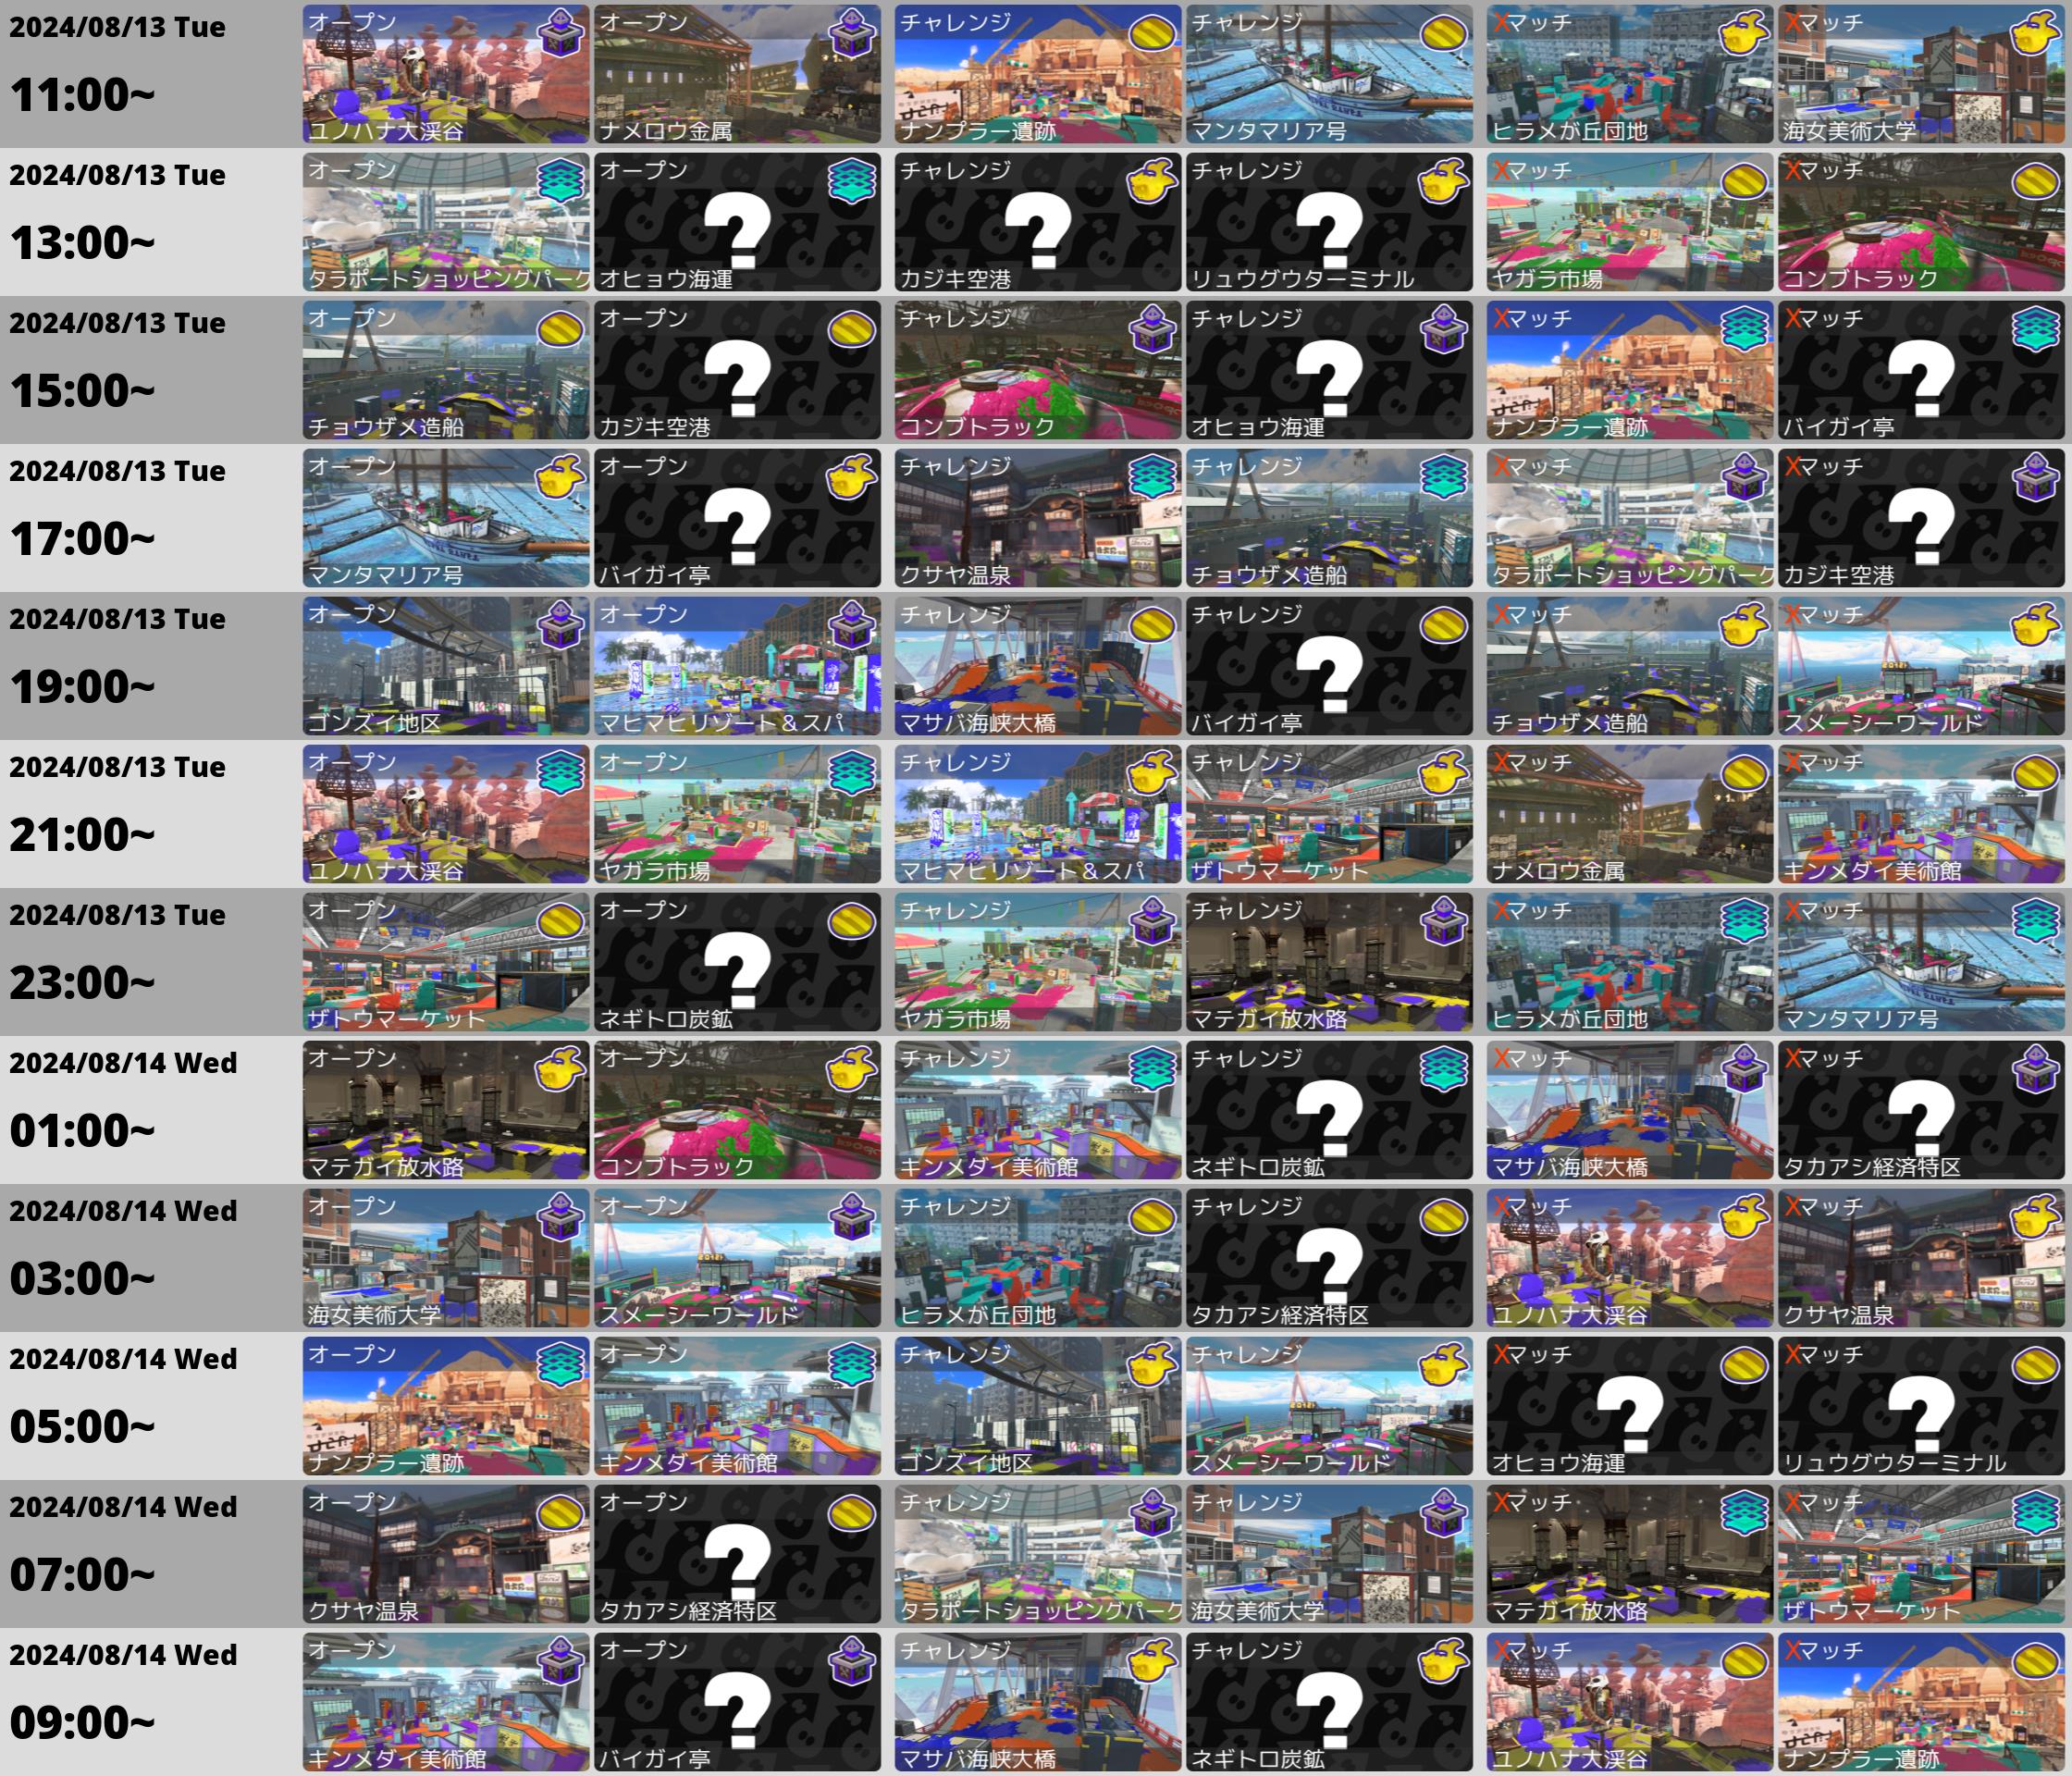 2024/08/13 Tue
11:00~
オープン
ユノハナ大渓谷
オープン
ナメロウ金属
チャレンジ
ナンプラー遺跡
チャレンジ
マンタマリア号
Xマッチ
ヒラメが丘団地
Xマッチ
海女美術大学
2024/08/13 Tue
13:00~
オープン
タラポートショッピングパーク
オープン
オヒョウ海運
チャレンジ
カジキ空港
チャレンジ
リュウグウターミナル
Xマッチ
ヤガラ市場
Xマッチ
コンブトラック
2024/08/13 Tue
15:00~
オープン
チョウザメ造船
オープン
カジキ空港
チャレンジ
コンブトラック
チャレンジ
オヒョウ海運
Xマッチ
ナンプラー遺跡
Xマッチ
バイガイ亭
2024/08/13 Tue
17:00~
オープン
マンタマリア号
オープン
バイガイ亭
チャレンジ
クサヤ温泉
チャレンジ
チョウザメ造船
Xマッチ
タラポートショッピングパーク
Xマッチ
カジキ空港
2024/08/13 Tue
19:00~
オープン
ゴンズイ地区
オープン
マヒマヒリゾート＆スパ
チャレンジ
マサバ海峡大橋
チャレンジ
バイガイ亭
Xマッチ
チョウザメ造船
Xマッチ
スメーシーワールド
2024/08/13 Tue
21:00~
オープン
ユノハナ大渓谷
オープン
ヤガラ市場
チャレンジ
マヒマヒリゾート＆スパ
チャレンジ
ザトウマーケット
Xマッチ
ナメロウ金属
Xマッチ
キンメダイ美術館
2024/08/13 Tue
23:00~
オープン
ザトウマーケット
オープン
ネギトロ炭鉱
チャレンジ
ヤガラ市場
チャレンジ
マテガイ放水路
Xマッチ
ヒラメが丘団地
Xマッチ
マンタマリア号
2024/08/14 Wed
01:00~
オープン
マテガイ放水路
オープン
コンブトラック
チャレンジ
キンメダイ美術館
チャレンジ
ネギトロ炭鉱
Xマッチ
マサバ海峡大橋
Xマッチ
タカアシ経済特区
2024/08/14 Wed
03:00~
オープン
海女美術大学
オープン
スメーシーワールド
チャレンジ
ヒラメが丘団地
チャレンジ
タカアシ経済特区
Xマッチ
ユノハナ大渓谷
Xマッチ
クサヤ温泉
2024/08/14 Wed
05:00~
オープン
ナンプラー遺跡
オープン
キンメダイ美術館
チャレンジ
ゴンズイ地区
チャレンジ
スメーシーワールド
Xマッチ
オヒョウ海運
Xマッチ
リュウグウターミナル
2024/08/14 Wed
07:00~
オープン
クサヤ温泉
オープン
タカアシ経済特区
チャレンジ
タラポートショッピングパーク
チャレンジ
海女美術大学
Xマッチ
マテガイ放水路
Xマッチ
ザトウマーケット
2024/08/14 Wed
09:00~
オープン
キンメダイ美術館
オープン
バイガイ亭
チャレンジ
マサバ海峡大橋
チャレンジ
ネギトロ炭鉱
Xマッチ
ユノハナ大渓谷
Xマッチ
ナンプラー遺跡